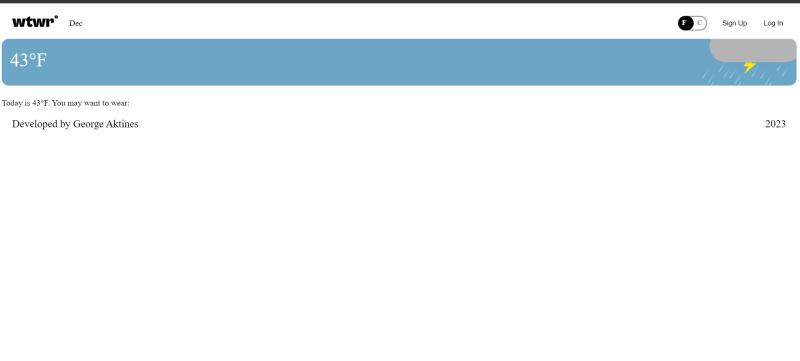 wtwr° Dec F C Sign Up Log In
43°F
Today is 43°F. You may want to wear:
Developed by George Aktines 2023